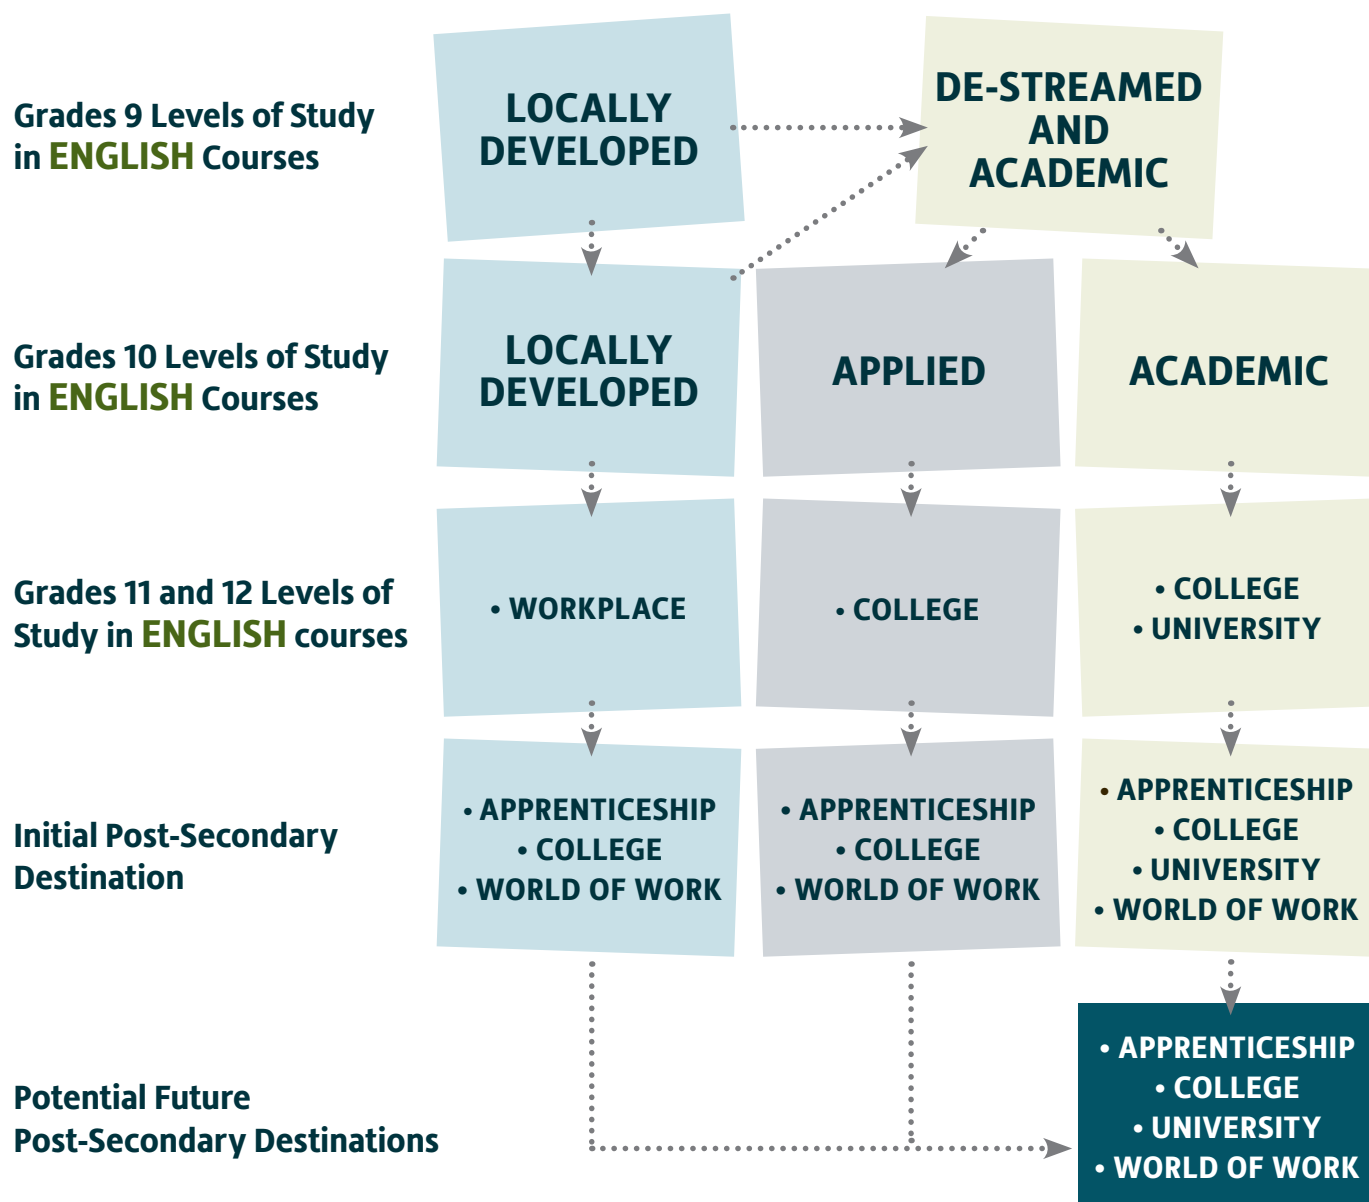 Grades 9 Levels of Study
in ENGLISH Courses
LOCALLY
DEVELOPED
DE-STREAMED
AND
ACADEMIC
Grades 10 Levels of Study
in ENGLISH Courses
LOCALLY
DEVELOPED
APPLIED
ACADEMIC
Grades 11 and 12 Levels of
Study in ENGLISH courses
• WORKPLACE
• COLLEGE
• COLLEGE
• UNIVERSITY
Initial Post-Secondary
Destination
• APPRENTICESHIP
• COLLEGE
• WORLD OF WORK
• APPRENTICESHIP
• COLLEGE
• WORLD OF WORK
• APPRENTICESHIP
• COLLEGE
• UNIVERSITY
• WORLD OF WORK
Potential Future
Post-Secondary Destinations
• APPRENTICESHIP
• COLLEGE
• UNIVERSITY
• WORLD OF WORK